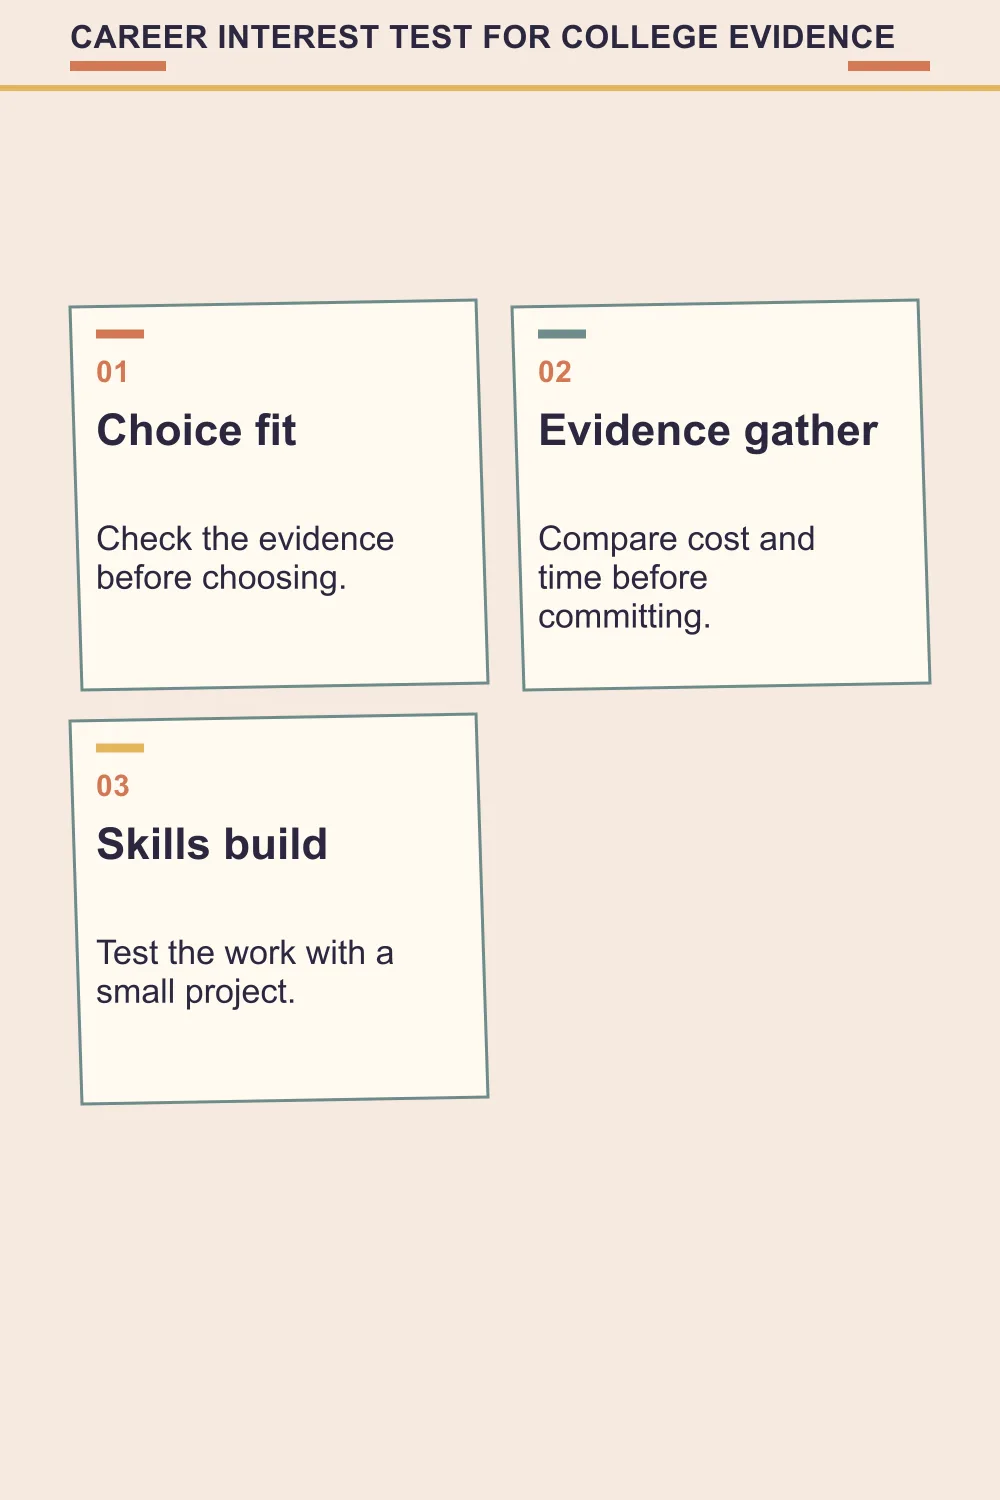 CAREER INTEREST TEST FOR COLLEGE EVIDENCE
01
Choice fit
Check the evidence
before choosing.
02
Evidence gather
Compare cost and
time before
committing.
03
Skills build
Test the work with a
small project.